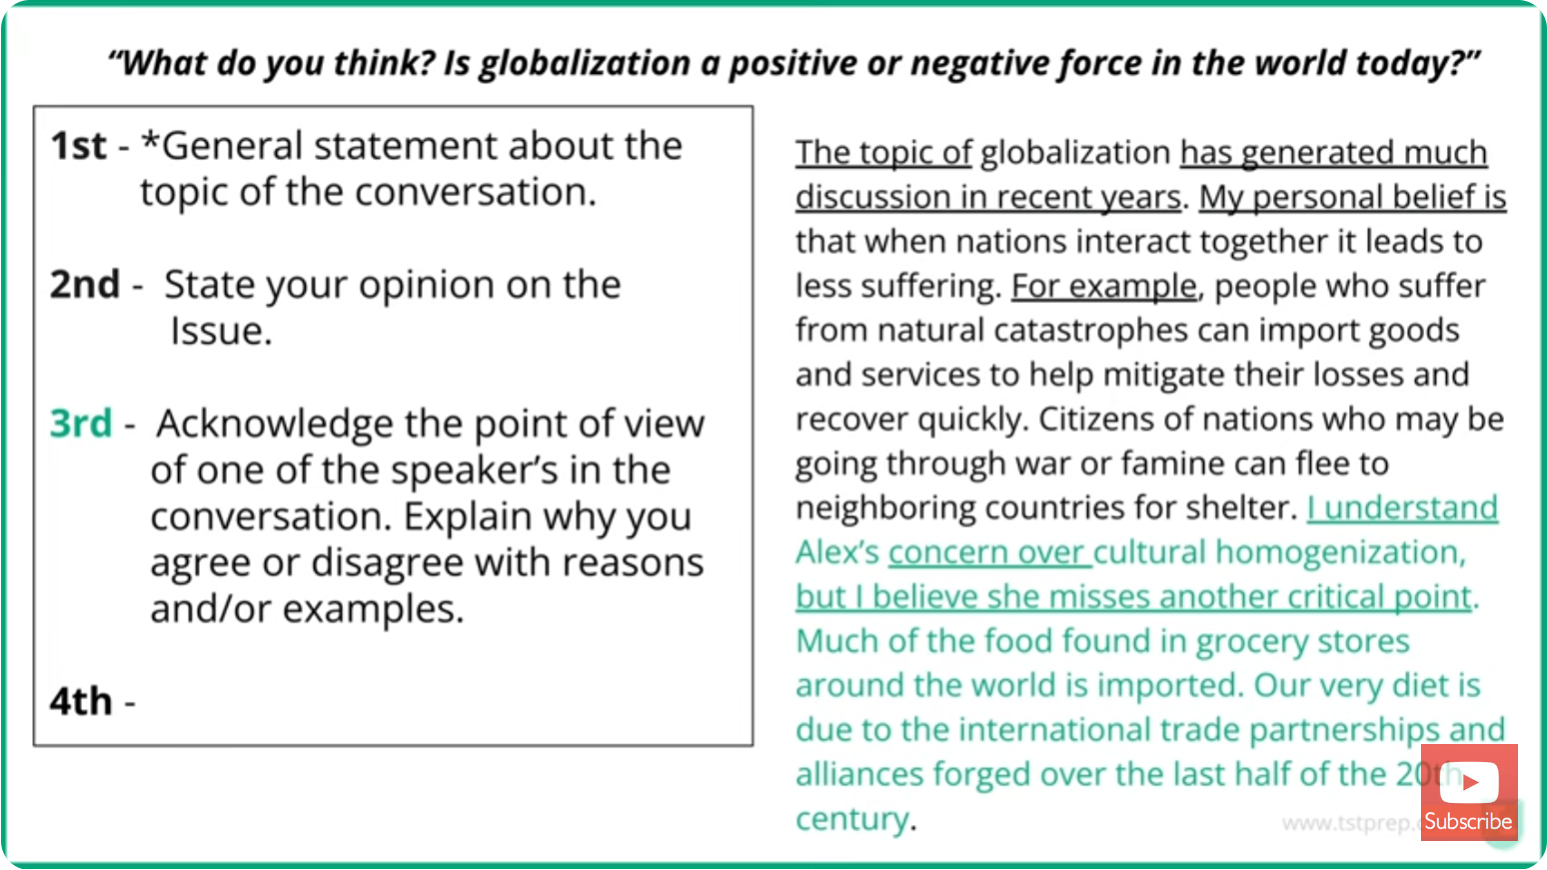 “What do you think? Is globalization a positive or negative force in the world today?”
1st - *General statement about the
topic of the conversation.
2nd - State your opinion on the
Issue.
3rd - Acknowledge the point of view
of one of the speaker’s in the
conversation. Explain why you
agree or disagree with reasons
and/or examples.
4th -
The topic of globalization has generated much
discussion in recent years. My personal belief is
that when nations interact together it leads to
less suffering. For example, people who suffer
from natural catastrophes can import goods
and services to help mitigate their losses and
recover quickly. Citizens of nations who may be
going through war or famine can flee to
neighboring countries for shelter. I understand
Alex’s concern over cultural homogenization,
but I believe she misses another critical point.
Much of the food found in grocery stores
around the world is imported. Our very diet is
due to the international trade partnerships and
alliances forged over the last half of the 20th
century.
www.tstprep.
Subscribe